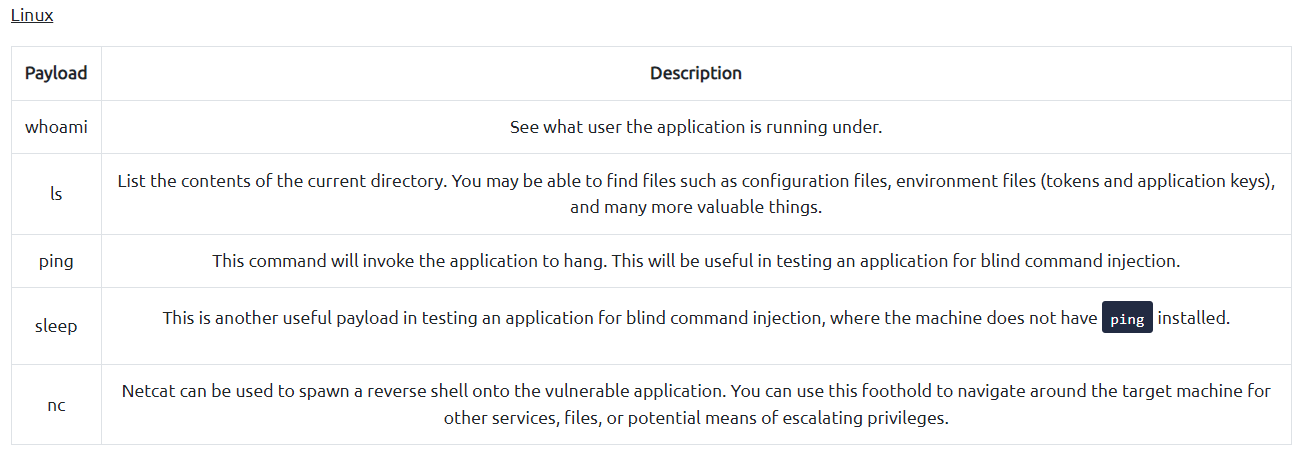 Linux
Payload Description
whoami See what user the application is running under.
ls List the contents of the current directory. You may be able to find files such as configuration files, environment files (tokens and application keys),
and many more valuable things.
ping This command will invoke the application to hang. This will be useful in testing an application for blind command injection.
sleep This is another useful payload in testing an application for blind command injection, where the machine does not have ping installed.
nc Netcat can be used to spawn a reverse shell onto the vulnerable application. You can use this foothold to navigate around the target machine for
other services, files, or potential means of escalating privileges.